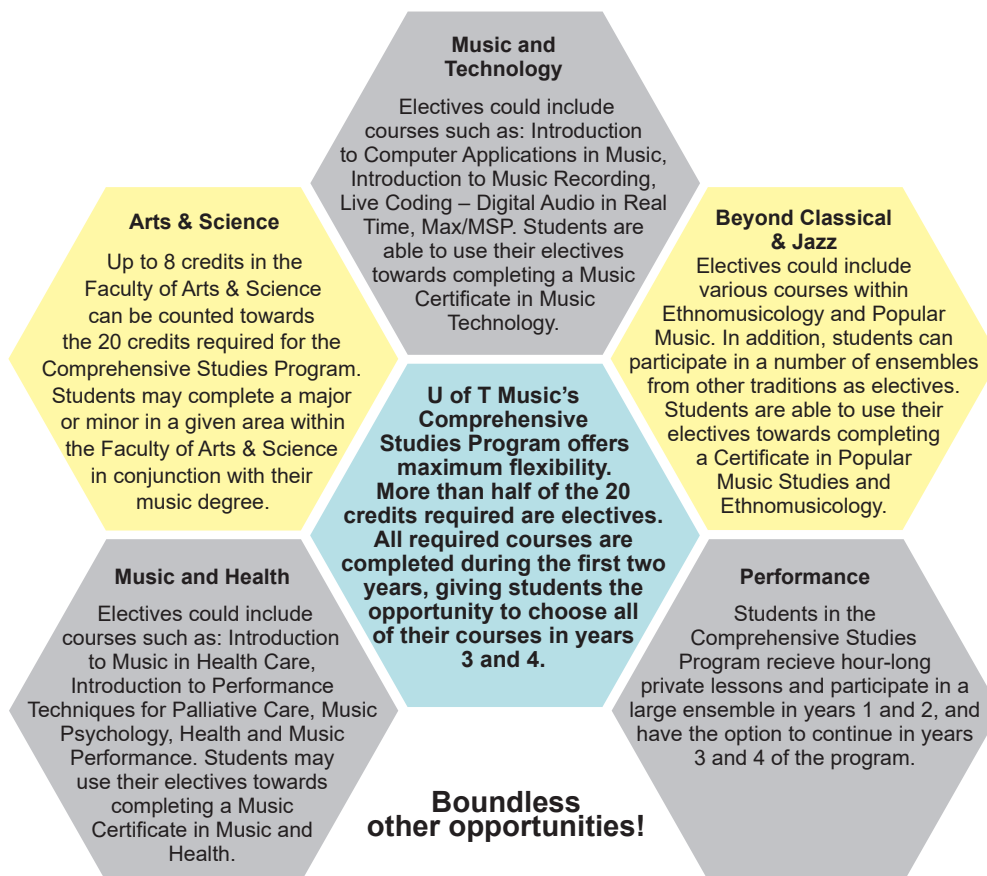 Music and
Technology
Electives could include
courses such as: Introduction
to Computer Applications in Music,
Introduction to Music Recording,
Live Coding – Digital Audio in Real
Time, Max/MSP. Students are
able to use their electives
towards completing a Music
Certificate in Music
Technology.
Arts & Science
Up to 8 credits in the
Faculty of Arts & Science
can be counted towards
the 20 credits required for the
Comprehensive Studies Program.
Students may complete a major
or minor in a given area within
the Faculty of Arts & Science
in conjunction with their
music degree.
Beyond Classical
& Jazz
Electives could include
various courses within
Ethnomusicology and Popular
Music. In addition, students can
participate in a number of ensembles
from other traditions as electives.
Students are able to use their
electives towards completing
a Certificate in Popular
Music Studies and
Ethnomusicology.
U of T Music’s
Comprehensive
Studies Program offers
maximum flexibility.
More than half of the 20
credits required are electives.
All required courses are
completed during the first two
years, giving students the
opportunity to choose all
of their courses in years
3 and 4.
Music and Health
Electives could include
courses such as: Introduction
to Music in Health Care,
Introduction to Performance
Techniques for Palliative Care, Music
Psychology, Health and Music
Performance. Students may
use their electives towards
completing a Music
Certificate in Music and
Health.
Performance
Students in the
Comprehensive Studies
Program recieve hour-long
private lessons and participate in a
large ensemble in years 1 and 2, and
have the option to continue in years
3 and 4 of the program.
Boundless
other opportunities!